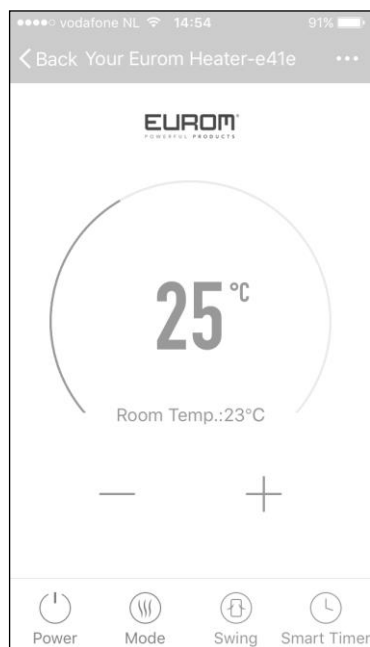 vodafone NL 14:54 91%
Back Your Eurom Heater-e41e
EUROM
POWERFUL PRODUCTS
25 °C
Room Temp.:23°C
Power Mode Swing Smart Timer